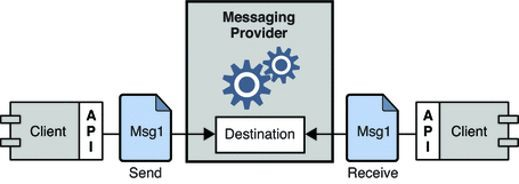 Messaging
Provider
Client
API
Msg1
Destination
Msg1
API
Client
Send
Receive